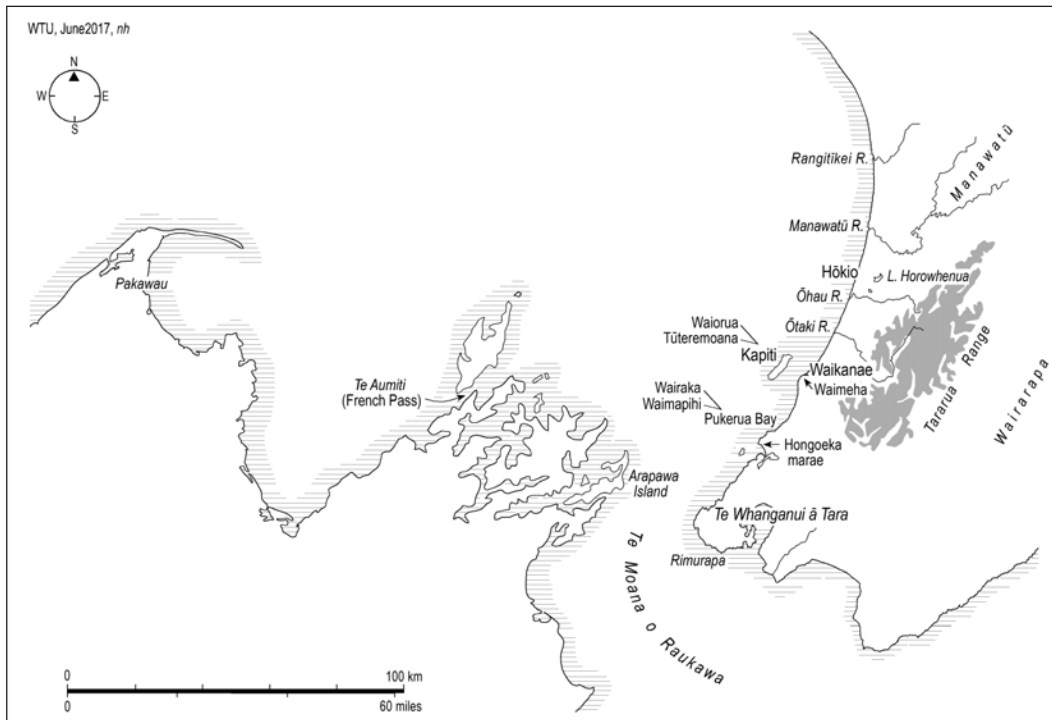 WTU, June2017, nh
N
W E
S
Rangitīkei R.
Manawatū
Manawatū R.
Hōkio
L. Horowhenua
Pakawau
Ōhau R.
Waiorua
Tūteremoana
Ōtaki R.
Kapiti
Tararua Range
Waikanae
Waimeha
Te Aumiti
(French Pass)
Wairaka
Waimapihi
Pukerua Bay
Wairarapa
Hongoeka
marae
Arapawa
Island
Te Whanganui ā Tara
Te Moana o Raukawa
Rimurapa
0 100 km
0 60 miles